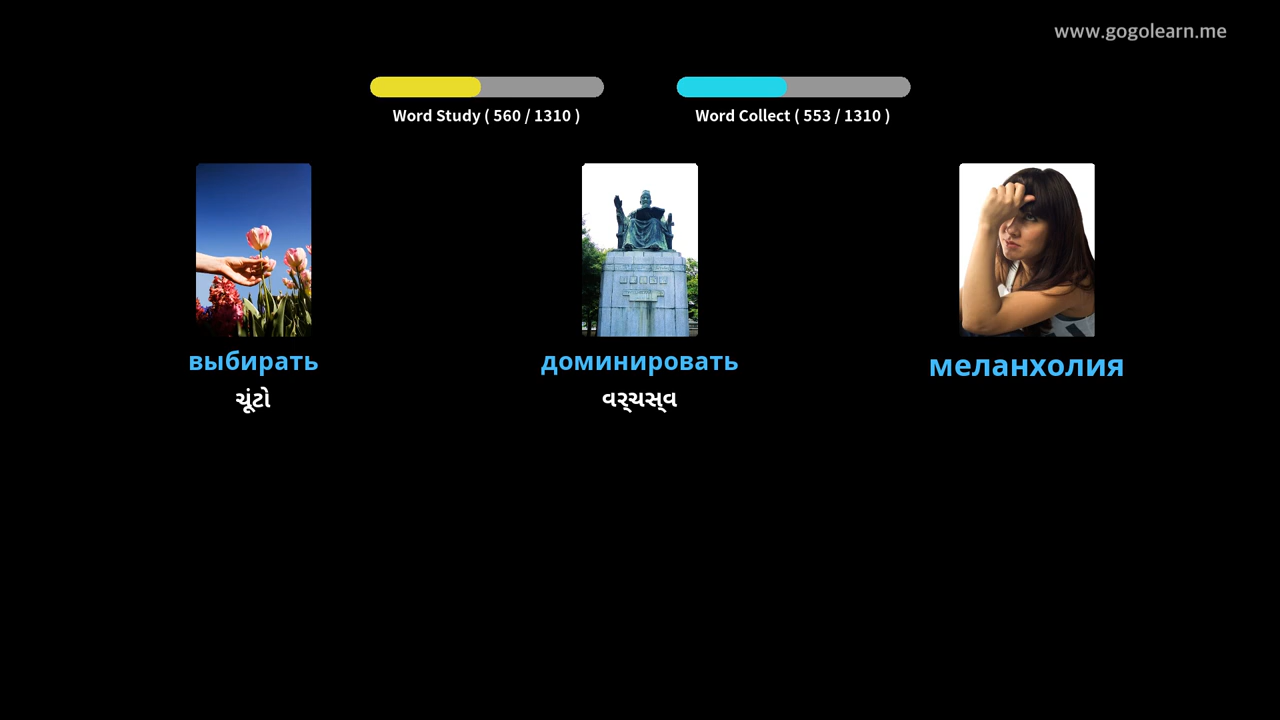 www.gogolearn.me
Word Study ( 560 / 1310 )
Word Collect ( 553 / 1310 )
выбирать
доминировать
меланхолия
ચૂંટો
વર્ચસ્વ